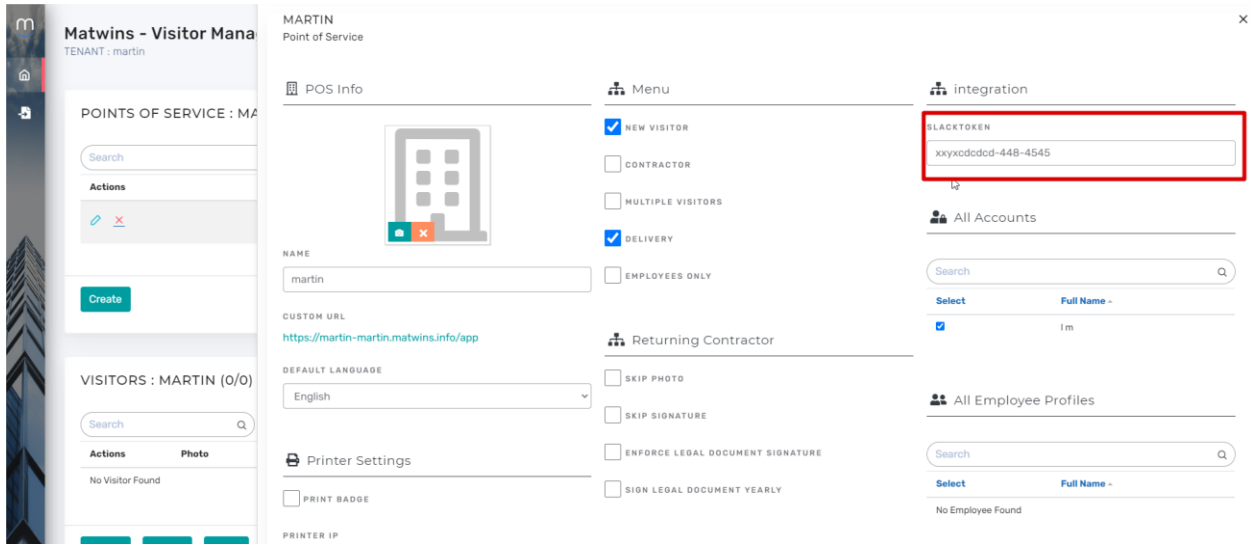 m
Matwins - Visitor Mana
TENANT : martin
POINTS OF SERVICE : MA
Search
Actions
Create
VISITORS : MARTIN (0/0)
Search
Actions Photo
No Visitor Found
MARTIN
Point of Service
POS Info
NAME
martin
CUSTOM URL
https://martin-martin.matwins.info/app
DEFAULT LANGUAGE
English
Printer Settings
PRINT BADGE
PRINTER IP
Menu
NEW VISITOR
CONTRACTOR
MULTIPLE VISITORS
DELIVERY
EMPLOYEES ONLY
Returning Contractor
SKIP PHOTO
SKIP SIGNATURE
ENFORCE LEGAL DOCUMENT SIGNATURE
SIGN LEGAL DOCUMENT YEARLY
integration
SLACKTOKEN
xxyxcdcdcd-448-4545
All Accounts
Search
Select Full Name
I m
All Employee Profiles
Search
Select Full Name
No Employee Found